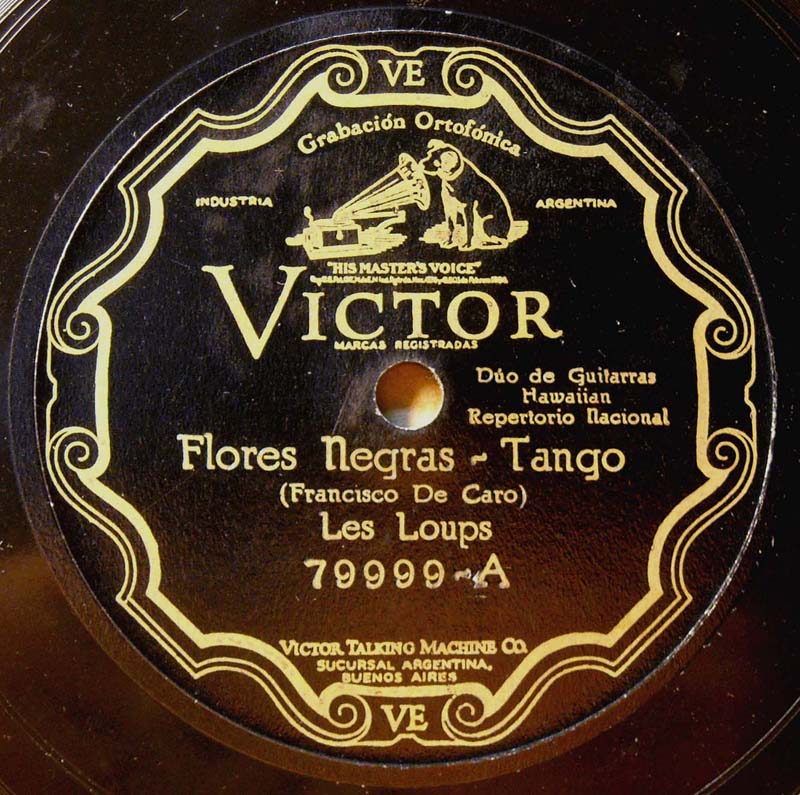 VE
Grabación Ortofónica
INDUSTRIA ARGENTINA
"HIS MASTER'S VOICE"
VICTOR
MARCAS REGISTRADAS
Dúo de Guitarras
Hawaiian
Repertorio Nacional
Flores Negras - Tango
(Francisco De Caro)
Les Loups
79999-A
VICTOR TALKING MACHINE CO.
SUCURSAL ARGENTINA,
BUENOS AIRES
VE